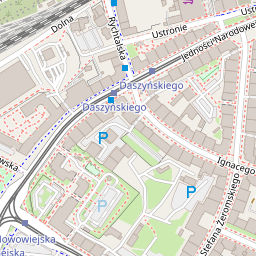 Dolna
Rychtalska
Ustronie
Jedności Narodowej
Daszyńskiego
Daszyńskiego
P
Ignacego
P
P
Stefana Żeromskiego